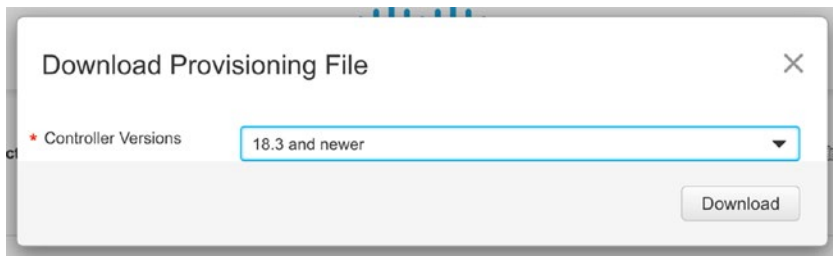 Download Provisioning File
* Controller Versions
18.3 and newer
Download